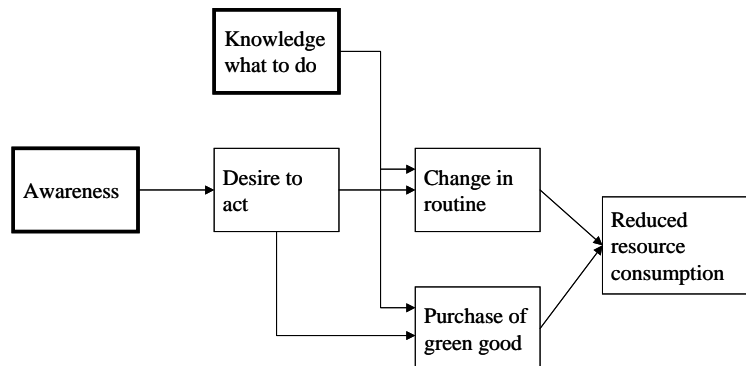 Knowledge
what to do
Awareness
Desire to
act
Change in
routine
Reduced
resource
consumption
Purchase of
green good